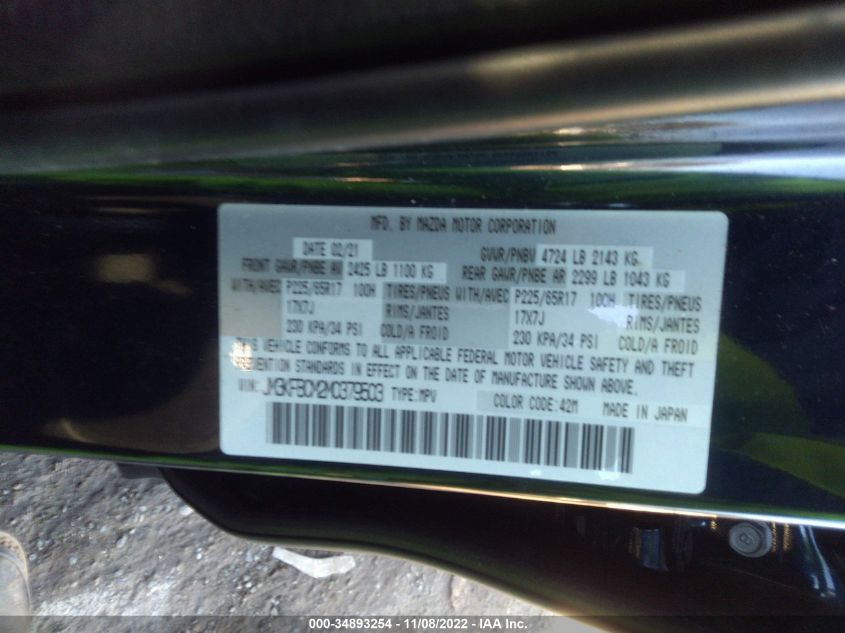 MFD. BY MAZDA MOTOR CORPORATION
DATE 02/21 GVWR/PNBV 4724 LB 2143 KG.
FRONT GAWR/PNBE AV 2425 LB 1100 KG REAR GAWR/PNBE AR 2299 LB 1043 KG
WITH/AVEC P225/65R17 100H TIRES/PNEUS WITH/AVEC P225/65R17 100H TIRES/PNEUS
17X7J RIMS/JANTES 17X7J RIMS/JANTES
230 KPA/34 PSI COLD/A FROID 230 KPA/34 PSI COLD/A FROID
THIS VEHICLE CONFORMS TO ALL APPLICABLE FEDERAL MOTOR VEHICLE SAFETY AND THEFT
PREVENTION STANDARDS IN EFFECT ON THE DATE OF MANUFACTURE SHOWN ABOVE.
VIN: JM3KFBCM2M0379503 TYPE:MPV COLOR CODE:42M MADE IN JAPAN
000-34893254 - 11/08/2022 - IAA Inc.